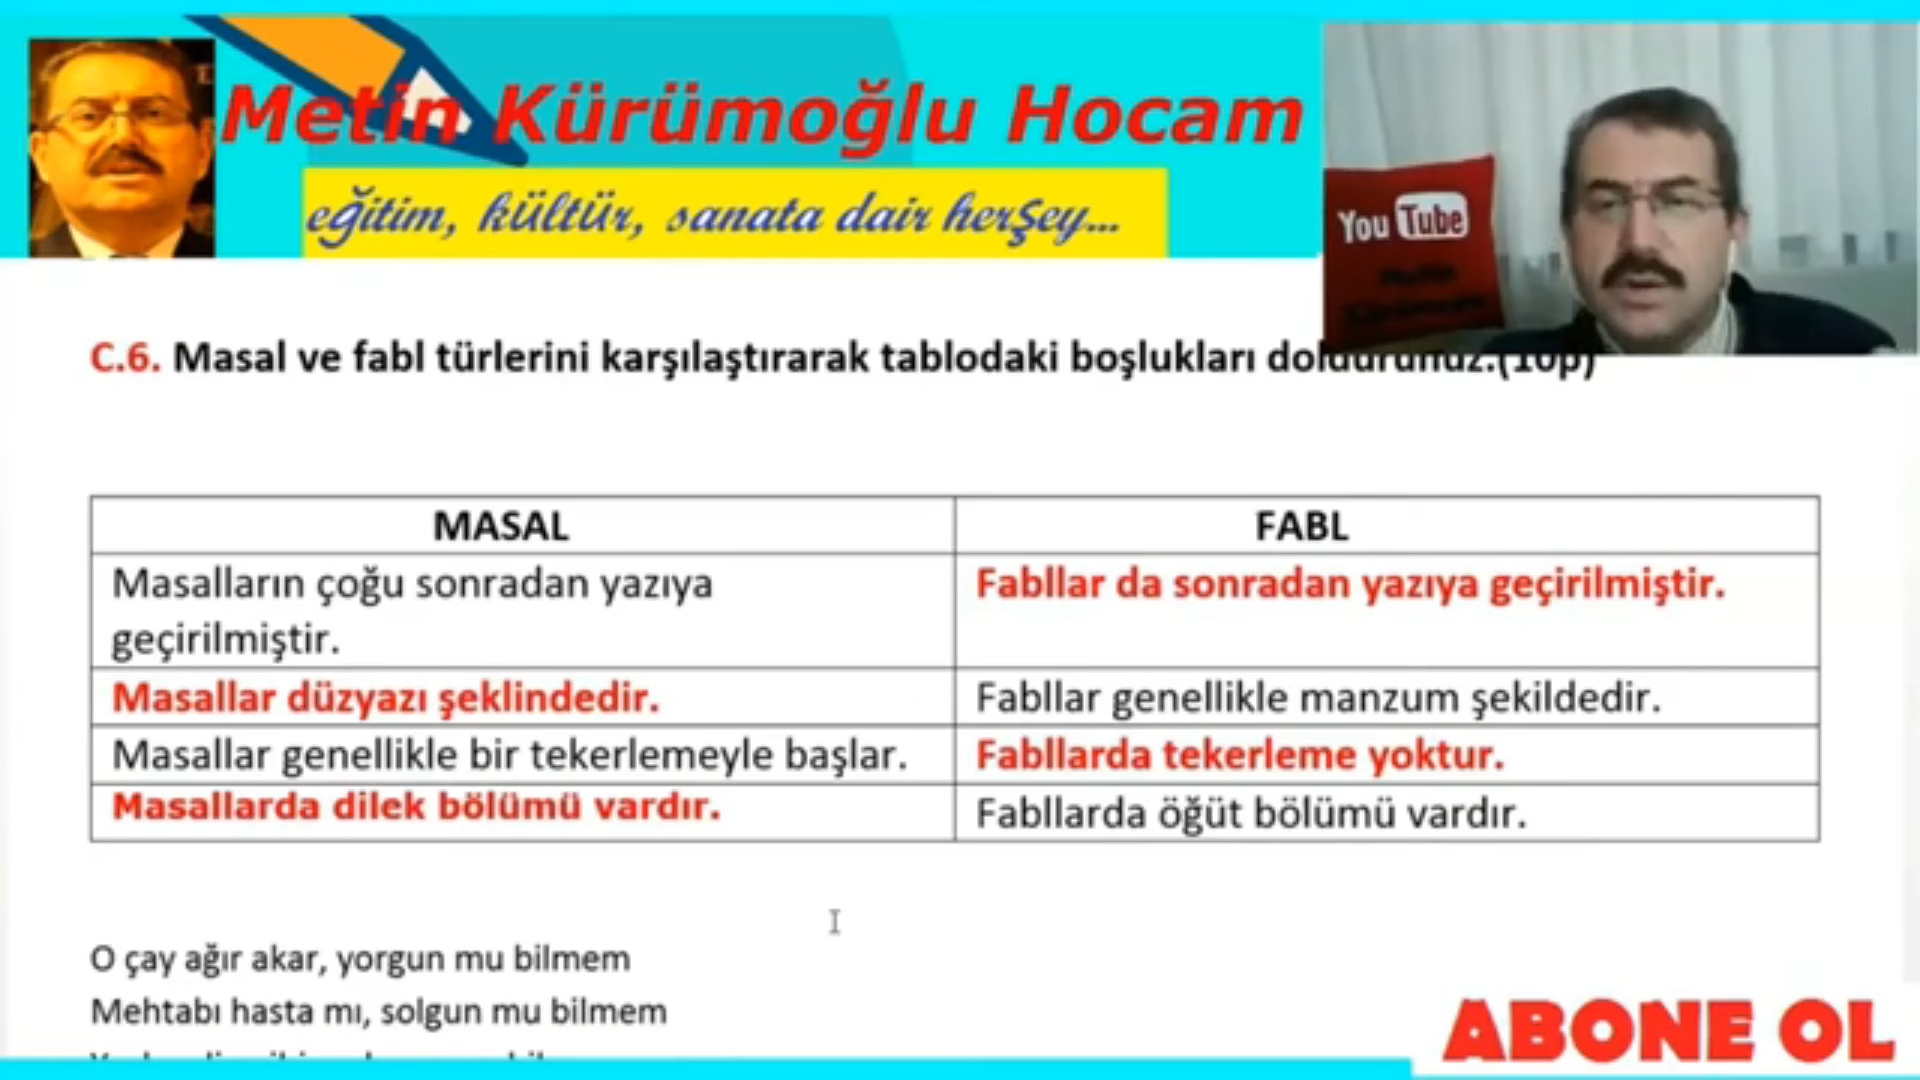 Metin Kürümoğlu Hocam
eğitim, kültür, sanata dair herşey...
You Tube
C.6. Masal ve fabl türlerini karşılaştırarak tablodaki boşlukları doldurunuz.(10p)
MASAL
FABL
Masalların çoğu sonradan yazıya
geçirilmiştir.
Fabllar da sonradan yazıya geçirilmiştir.
Masallar düzyazı şeklindedir.
Fabllar genellikle manzum şekildedir.
Masallar genellikle bir tekerlemeyle başlar.
Fabllarda tekerleme yoktur.
Masallarda dilek bölümü vardır.
Fabllarda öğüt bölümü vardır.
O çay ağır akar, yorgun mu bilmem
Mehtabı hasta mı, solgun mu bilmem
ABONE OL